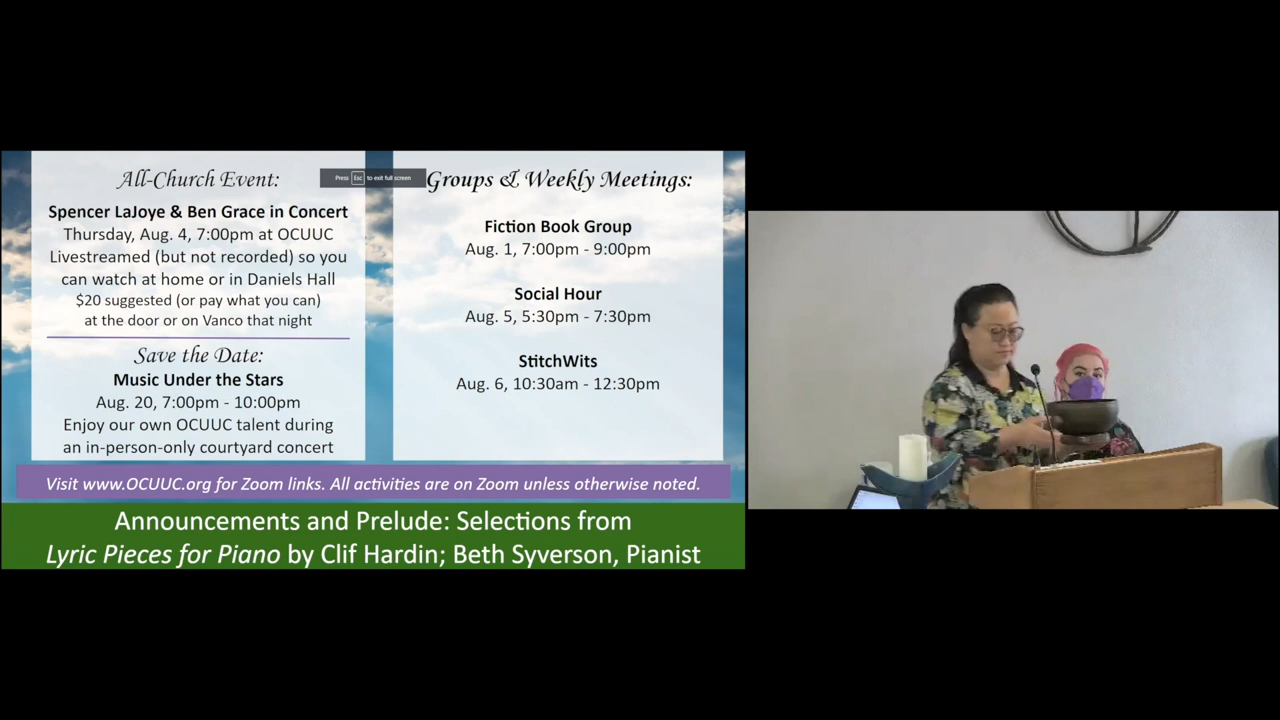 All-Church Event:
Spencer LaJoye & Ben Grace in Concert
Thursday, Aug. 4, 7:00pm at OCUUC
Livestreamed (but not recorded) so you
can watch at home or in Daniels Hall
$20 suggested (or pay what you can)
at the door or on Vanco that night
Save the Date:
Music Under the Stars
Aug. 20, 7:00pm - 10:00pm
Enjoy our own OCUUC talent during
an in-person-only courtyard concert
Press Esc to exit full screen
Groups & Weekly Meetings:
Fiction Book Group
Aug. 1, 7:00pm - 9:00pm
Social Hour
Aug. 5, 5:30pm - 7:30pm
StitchWits
Aug. 6, 10:30am - 12:30pm
Visit www.OCUUC.org for Zoom links. All activities are on Zoom unless otherwise noted.
Announcements and Prelude: Selections from
Lyric Pieces for Piano by Clif Hardin; Beth Syverson, Pianist